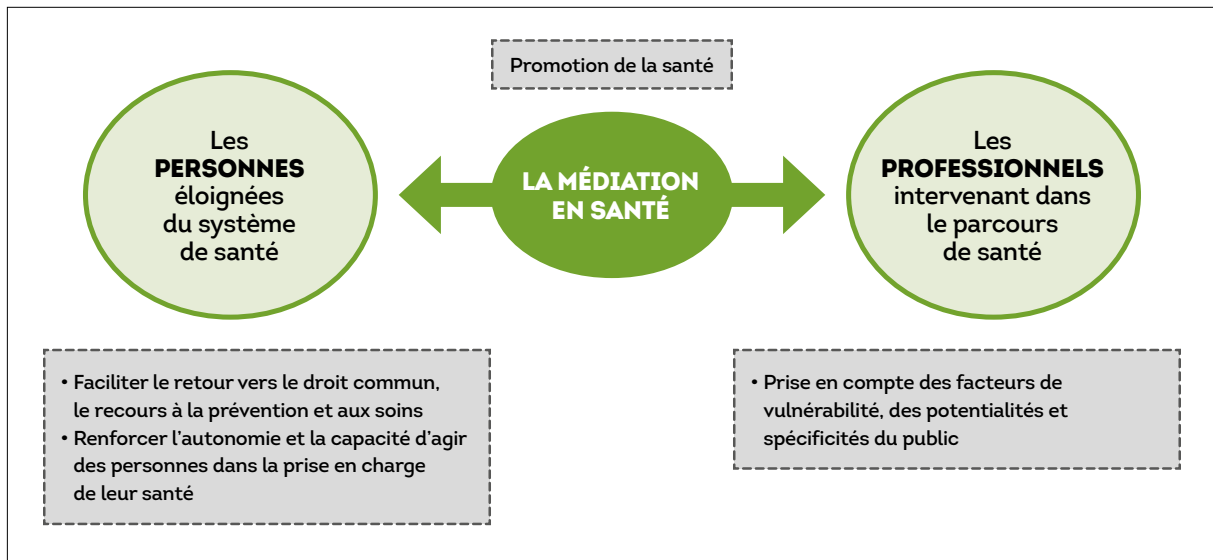 Promotion de la santé
Les
PERSONNES
éloignées
du système
de santé
LA MÉDIATION
EN SANTÉ
Les
PROFESSIONNELS
intervenant dans
le parcours
de santé
• Faciliter le retour vers le droit commun,
le recours à la prévention et aux soins
• Renforcer l’autonomie et la capacité d’agir
des personnes dans la prise en charge
de leur santé
• Prise en compte des facteurs de
vulnérabilité, des potentialités et
spécificités du public